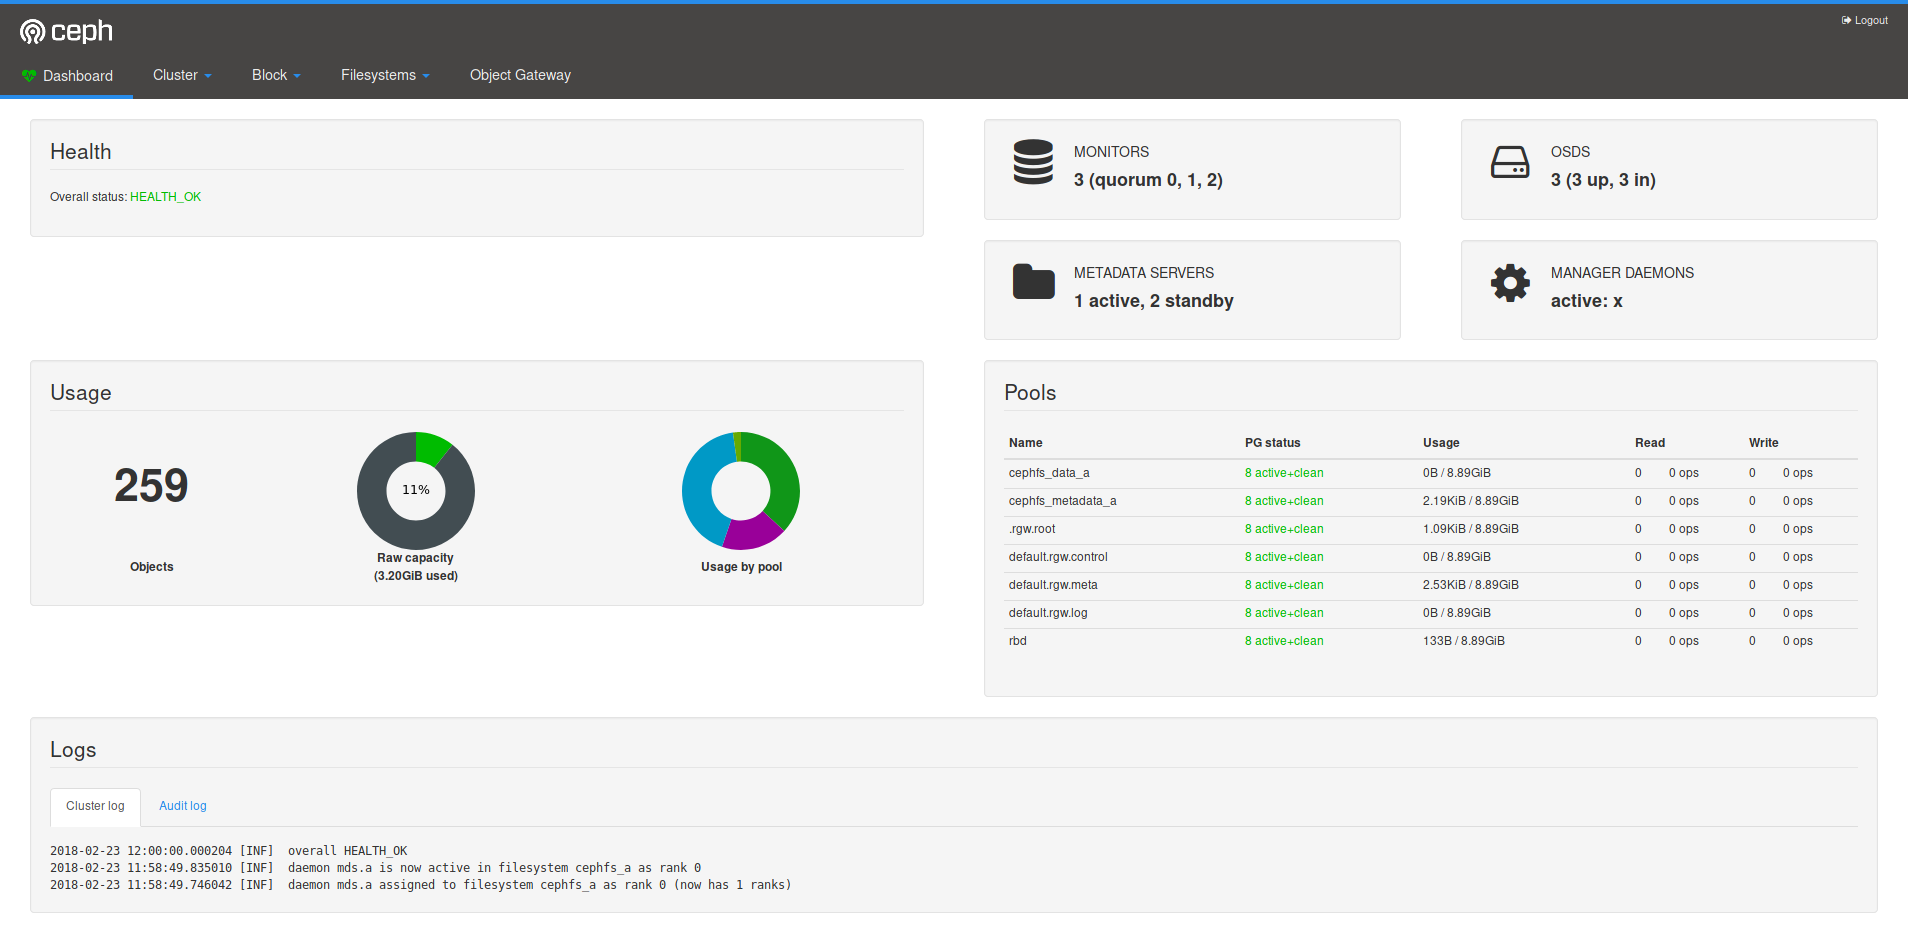 ceph
Logout
Dashboard Cluster Block Filesystems Object Gateway
Health
Overall status: HEALTH_OK
MONITORS
3 (quorum 0, 1, 2)
OSDS
3 (3 up, 3 in)
METADATA SERVERS
1 active, 2 standby
MANAGER DAEMONS
active: x
Usage
259
Objects
11%
Raw capacity
(3.20GiB used)
Usage by pool
Pools
Name PG status Usage Read Write
cephfs_data_a 8 active+clean 0B / 8.89GiB 0 0 ops 0 0 ops
cephfs_metadata_a 8 active+clean 2.19KiB / 8.89GiB 0 0 ops 0 0 ops
.rgw.root 8 active+clean 1.09KiB / 8.89GiB 0 0 ops 0 0 ops
default.rgw.control 8 active+clean 0B / 8.89GiB 0 0 ops 0 0 ops
default.rgw.meta 8 active+clean 2.53KiB / 8.89GiB 0 0 ops 0 0 ops
default.rgw.log 8 active+clean 0B / 8.89GiB 0 0 ops 0 0 ops
rbd 8 active+clean 133B / 8.89GiB 0 0 ops 0 0 ops
Logs
Cluster log Audit log
2018-02-23 12:00:00.000204 [INF] overall HEALTH_OK
2018-02-23 11:58:49.835010 [INF] daemon mds.a is now active in filesystem cephfs_a as rank 0
2018-02-23 11:58:49.746042 [INF] daemon mds.a assigned to filesystem cephfs_a as rank 0 (now has 1 ranks)